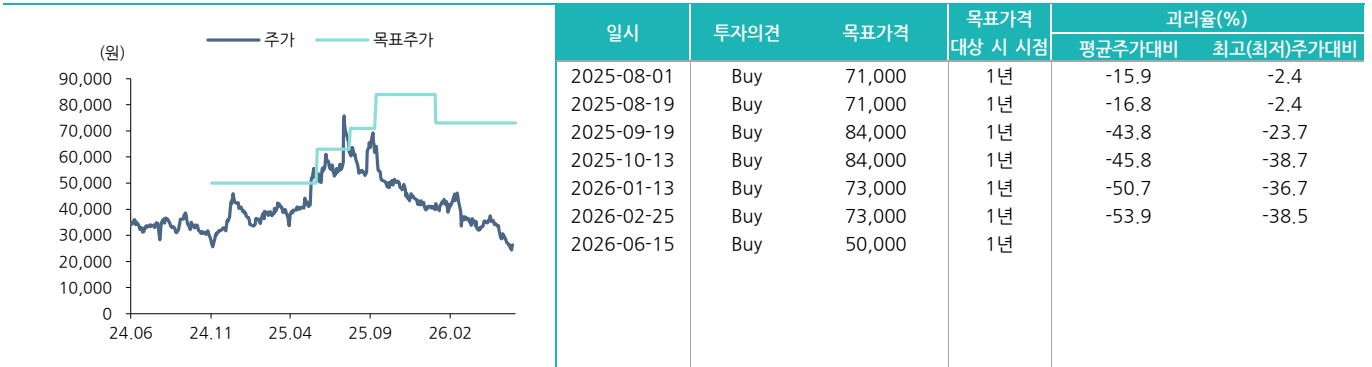 주가 목표주가
(원)
90,000
80,000
70,000
60,000
50,000
40,000
30,000
20,000
10,000
0
24.06 24.11 25.04 25.09 26.02
일시 투자의견 목표가격 목표가격 대상 시 시점 괴리율(%)
평균주가대비 최고(최저)주가대비
2025-08-01 Buy 71,000 1년 -15.9 -2.4
2025-08-19 Buy 71,000 1년 -16.8 -2.4
2025-09-19 Buy 84,000 1년 -43.8 -23.7
2025-10-13 Buy 84,000 1년 -45.8 -38.7
2026-01-13 Buy 73,000 1년 -50.7 -36.7
2026-02-25 Buy 73,000 1년 -53.9 -38.5
2026-06-15 Buy 50,000 1년